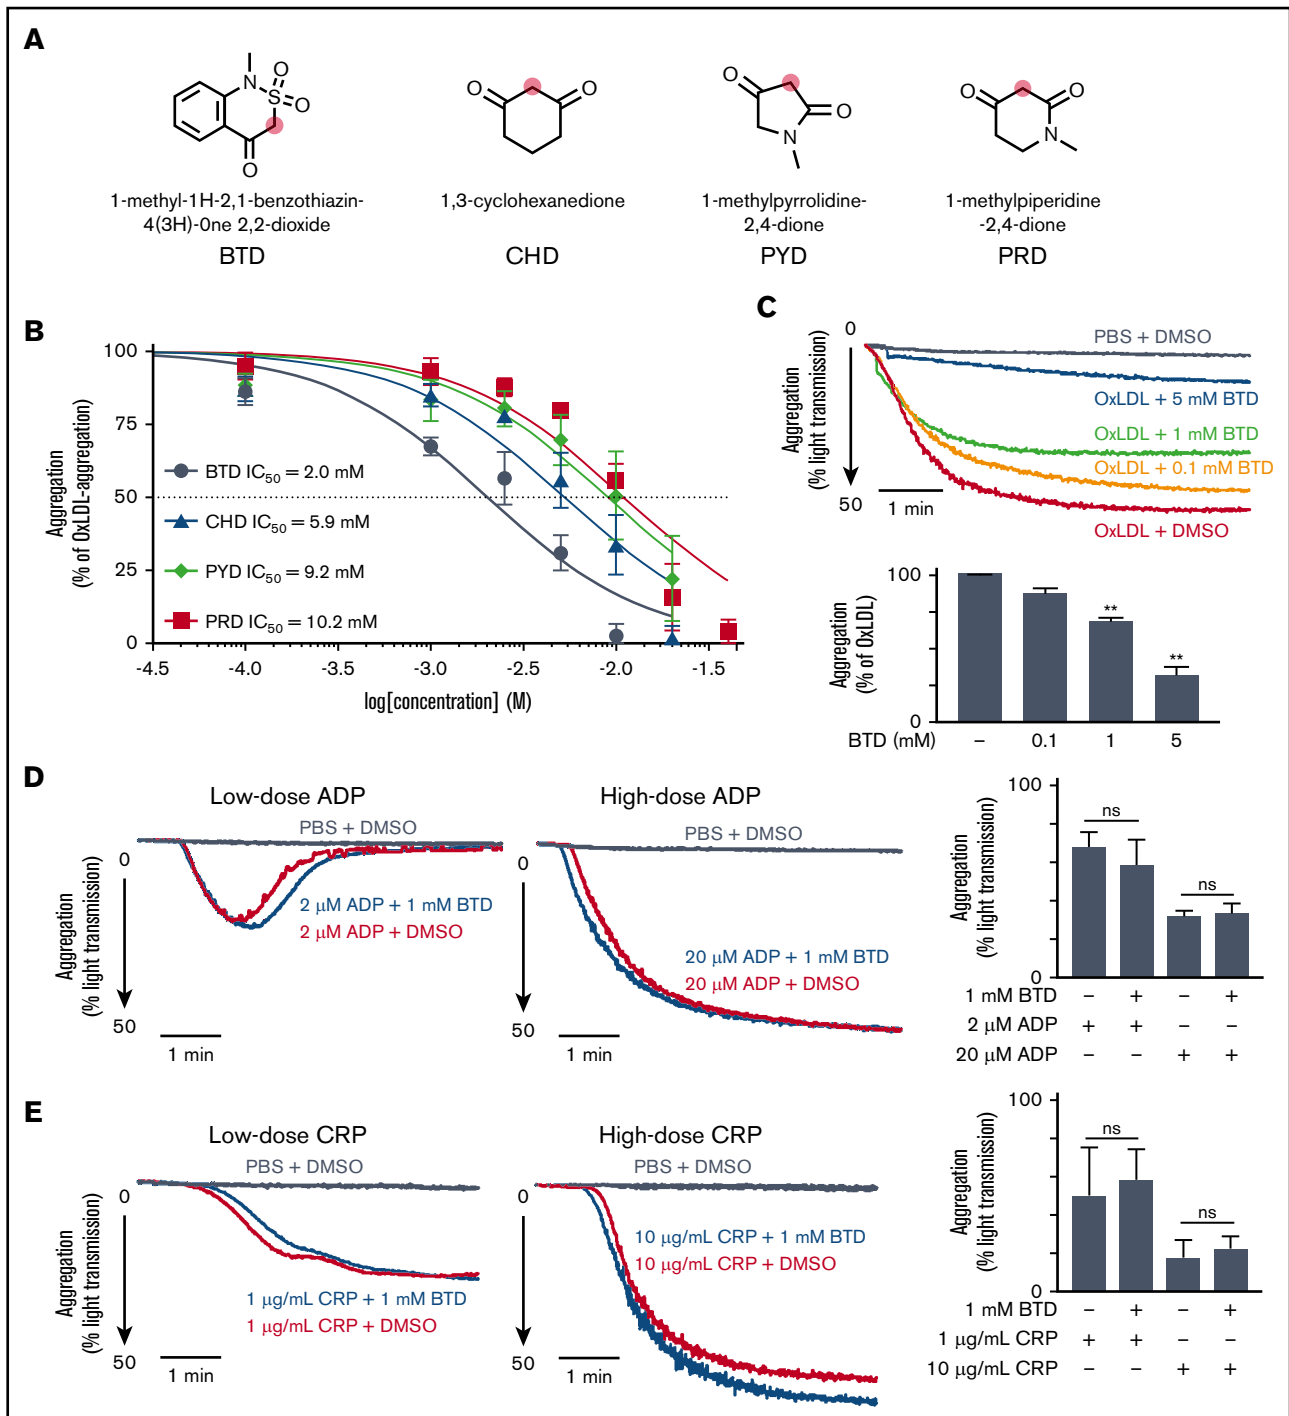 A
N
S
O
O
O
O
O
O
O
N
O
O
N
1-methyl-1H-2,1-benzothiazin-
4(3H)-0ne 2,2-dioxide
BTD
1,3-cyclohexanedione
CHD
1-methylpyrrolidine-
2,4-dione
PYD
1-methylpiperidine
-2,4-dione
PRD
B
Aggregation
(% of OxLDL-aggregation)
100
75
50
25
0
BTD IC50 = 2.0 mM
CHD IC50 = 5.9 mM
PYD IC50 = 9.2 mM
PRD IC50 = 10.2 mM
-4.5 -4.0 -3.5 -3.0 -2.5 -2.0 -1.5
log[concentration] (M)
C
Aggregation
(% light transmission)
0
50
1 min
PBS + DMSO
OxLDL + 5 mM BTD
OxLDL + 1 mM BTD
OxLDL + 0.1 mM BTD
OxLDL + DMSO
Aggregation
(% of OxLDL)
100
0
** **
BTD (mM) – 0.1 1 5
D
Low-dose ADP
Aggregation
(% light transmission)
0
50
PBS + DMSO
2 μM ADP + 1 mM BTD
2 μM ADP + DMSO
1 min
High-dose ADP
0
50
PBS + DMSO
20 μM ADP + 1 mM BTD
20 μM ADP + DMSO
1 min
Aggregation
(% light transmission)
100
0
ns
ns
1 mM BTD – + – +
2 μM ADP + + – –
20 μM ADP – – + +
E
Low-dose CRP
Aggregation
(% light transmission)
0
50
PBS + DMSO
1 μg/mL CRP + 1 mM BTD
1 μg/mL CRP + DMSO
1 min
High-dose CRP
0
50
PBS + DMSO
10 μg/mL CRP + 1 mM BTD
10 μg/mL CRP + DMSO
1 min
Aggregation
(% light transmission)
100
0
ns
ns
1 mM BTD – + – +
1 μg/mL CRP + + – –
10 μg/mL CRP – – + +